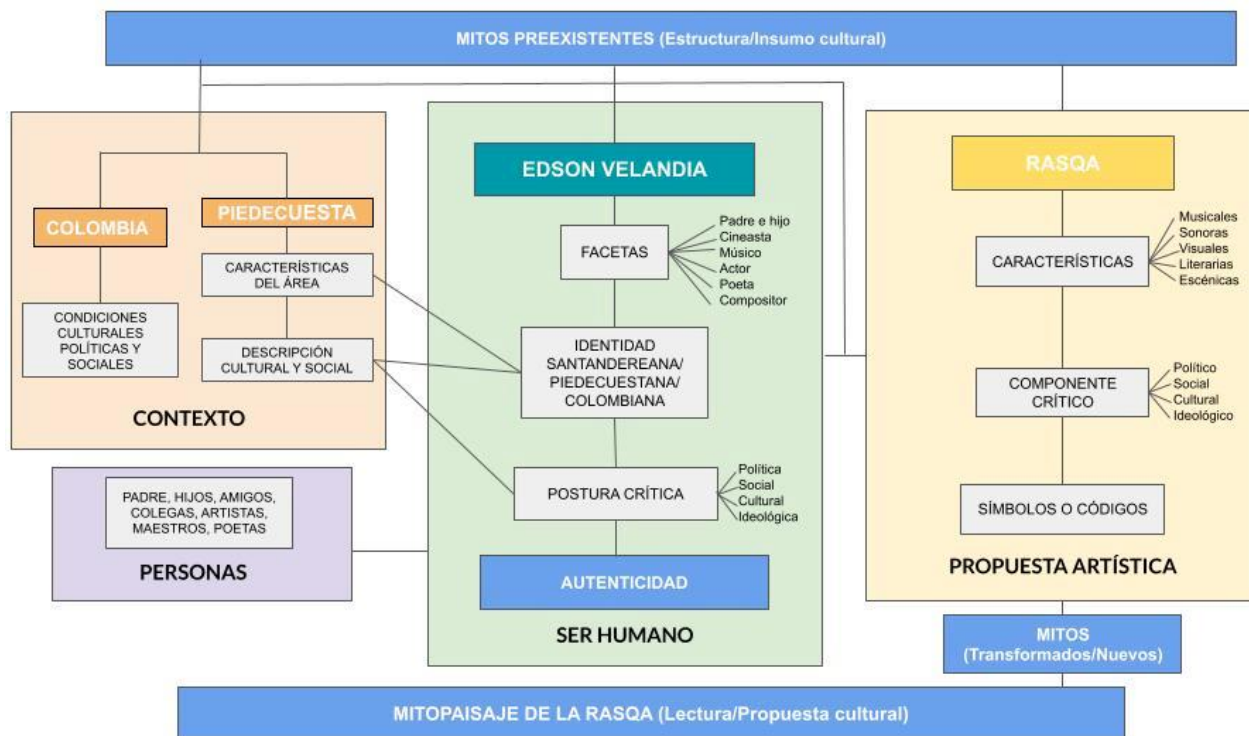 MITOS PREEXISTENTES (Estructura/Insumo cultural)
COLOMBIA
PIEDECUESTA
CARACTERÍSTICAS
DEL ÁREA
CONDICIONES
CULTURALES
POLÍTICAS Y
SOCIALES
DESCRIPCIÓN
CULTURAL Y SOCIAL
CONTEXTO
PADRE, HIJOS, AMIGOS,
COLEGAS, ARTISTAS,
MAESTROS, POETAS
PERSONAS
EDSON VELANDIA
FACETAS
Padre e hijo
Cineasta
Músico
Actor
Poeta
Compositor
IDENTIDAD
SANTANDEREANA/
PIEDECUESTANA/
COLOMBIANA
POSTURA CRÍTICA
Política
Social
Cultural
Ideológica
AUTENTICIDAD
SER HUMANO
RASQA
CARACTERÍSTICAS
Musicales
Sonoras
Visuales
Literarias
Escénicas
COMPONENTE
CRÍTICO
Político
Social
Cultural
Ideológico
SÍMBOLOS O CÓDIGOS
PROPUESTA ARTÍSTICA
MITOS
(Transformados/Nuevos)
MITOPAISAJE DE LA RASQA (Lectura/Propuesta cultural)